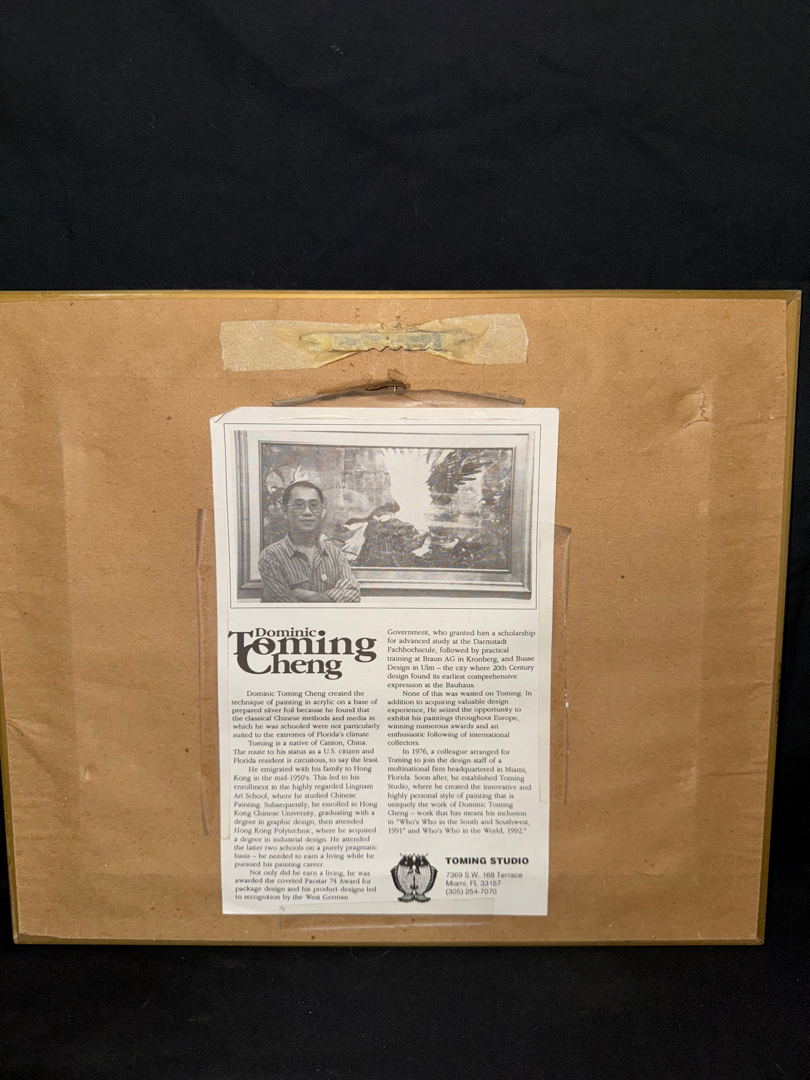 Dominic
Toming
Cheng
Dominic Toming Cheng created the
technique of painting in acrylic on a base of
prepared silver foil because he found that
the classical Chinese methods and media in
which he was schooled were not particularly
suited to the extremes of Florida's climate.
Toming is a native of Canton, China.
The route to his status as a U.S. citizen and
Florida resident is circuitous, to say the least.
He emigrated with his family to Hong
Kong in the mid-1950's. This led to his
enrollment in the highly regarded Lingnam
Art School, where he studied Chinese
Painting. Subsequently, he enrolled in Hong
Kong Chinese University, graduating with a
degree in graphic design, then attended
Hong Kong Polytechnic, where he acquired
a degree in industrial design. He attended
the latter two schools on a purely pragmatic
basis – he needed to earn a living while he
pursued his painting career.
Not only did he earn a living, he was
awarded the coveted Pacstar 74 Award for
package design and his product designs led
to recognition by the West German
Government, who granted him a scholarship
for advanced study at the Darmstadt
Fachhochscule, followed by practical
training at Braun AG in Kronberg, and Busse
Design in Ulm – the city where 20th Century
design found its earliest comprehensive
expression at the Bauhaus.
None of this was wasted on Toming. In
addition to acquiring valuable design
experience, He seized the opportunity to
exhibit his paintings throughout Europe,
winning numerous awards and an
enthusiastic following of international
collectors.
In 1976, a colleague arranged for
Toming to join the design staff of a
multinational firm headquartered in Miami,
Florida. Soon after, he established Toming
Studio, where he created the innovative and
highly personal style of painting that is
uniquely the work of Dominic Toming
Cheng – work that has meant his inclusion
in "Who's Who in the South and Southwest,
1991" and Who's Who in the World, 1992."
TOMING STUDIO
7369 S.W. 168 Terrace
Miami, FL 33157
(305) 254-7070